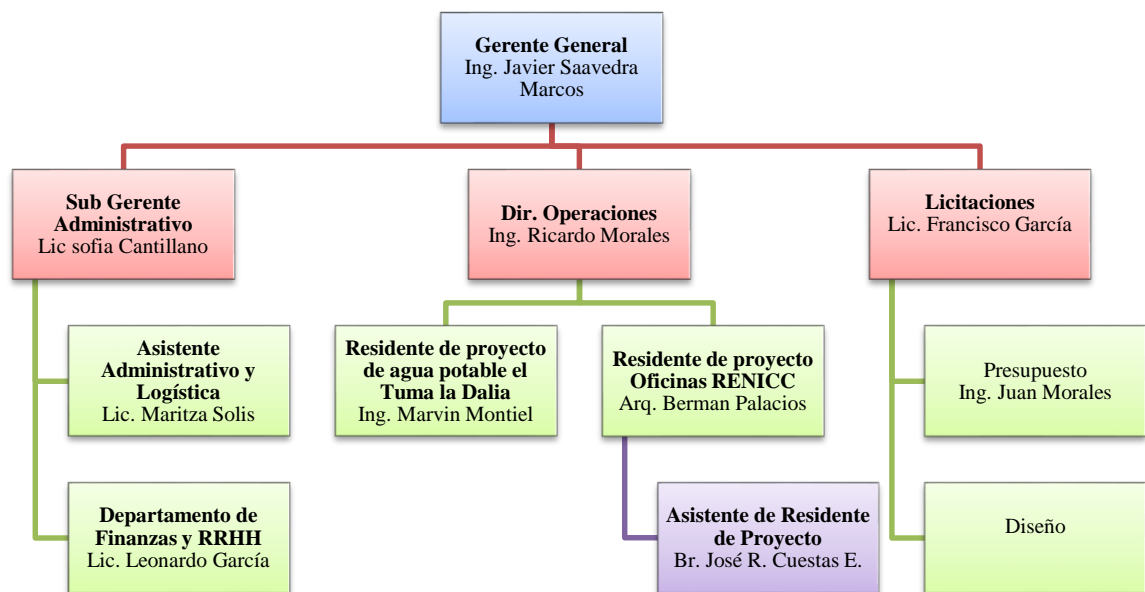 Gerente General
Ing. Javier Saavedra
Marcos
Sub Gerente
Administrativo
Lic sofia Cantillano
Dir. Operaciones
Ing. Ricardo Morales
Licitaciones
Lic. Francisco García
Asistente
Administrativo y
Logística
Lic. Maritza Solis
Residente de proyecto
de agua potable el
Tuma la Dalia
Ing. Marvin Montiel
Residente de proyecto
Oficinas RENICC
Arq. Berman Palacios
Presupuesto
Ing. Juan Morales
Departamento de
Finanzas y RRHH
Lic. Leonardo García
Asistente de Residente
de Proyecto
Br. José R. Cuestas E.
Diseño